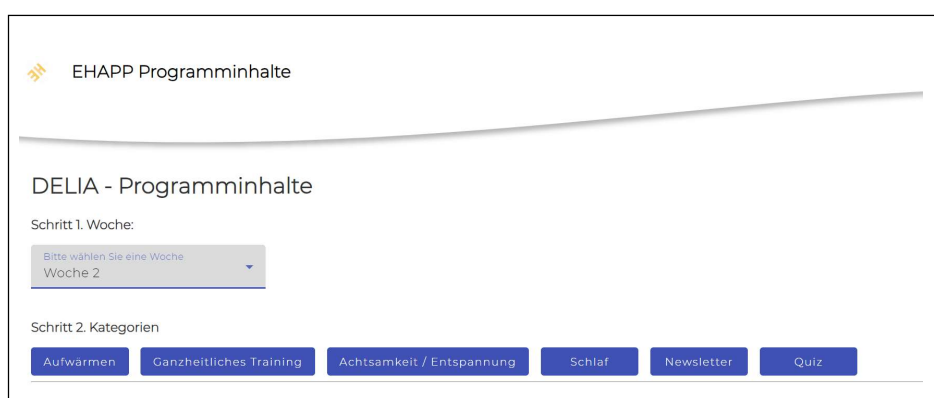 EH
EHAPP Programminhalte
DELIA - Programminhalte
Schritt 1. Woche:
Bitte wählen Sie eine Woche
Woche 2
Schritt 2. Kategorien
Aufwärmen Ganzheitliches Training Achtsamkeit / Entspannung Schlaf Newsletter Quiz